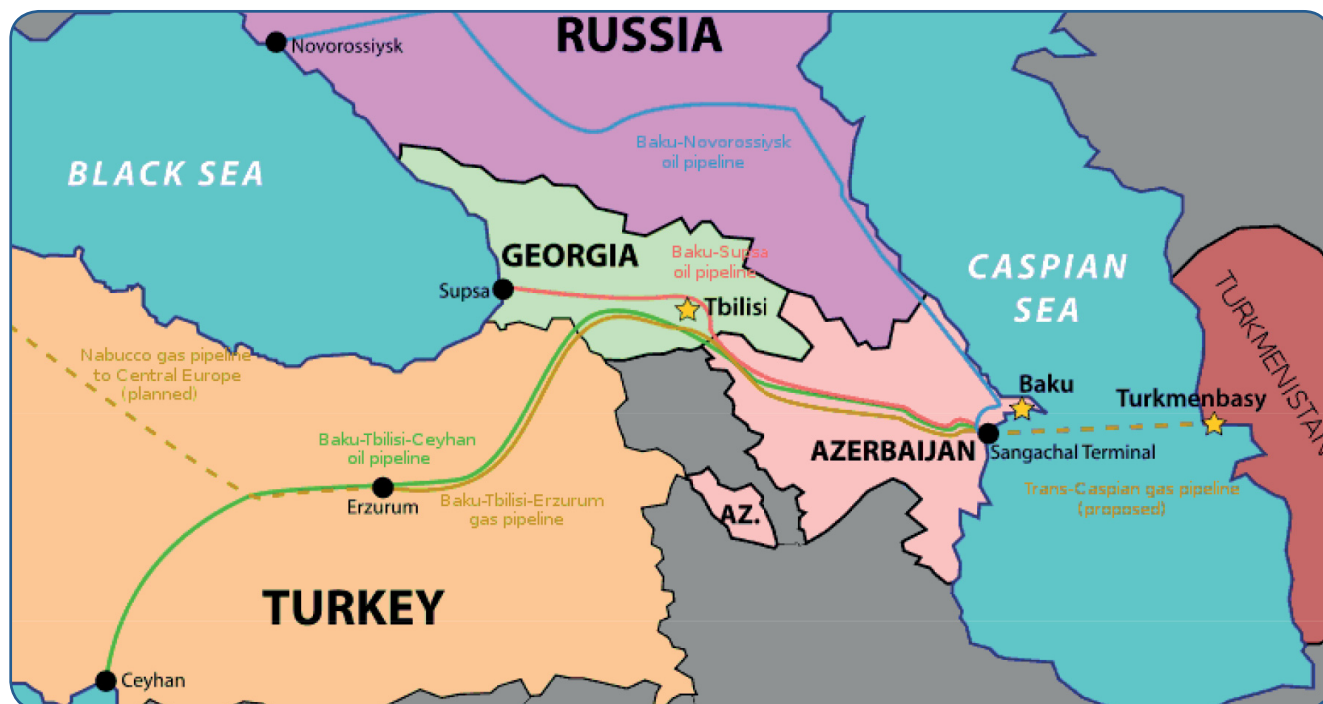 RUSSIA
Novorossiysk
Baku-Novorossiysk
oil pipeline
BLACK SEA
GEORGIA
Baku-Supsa
oil pipeline
CASPIAN
SEA
Supsa
Tbilisi
TURKMENISTAN
Nabucco gas pipeline
to Central Europe
(planned)
Baku
Turkmenbasy
Baku-Tbilisi-Ceyhan
oil pipeline
AZERBAIJAN
Sangachal Terminal
Erzurum
Baku-Tbilisi-Erzurum
gas pipeline
AZ.
Trans-Caspian gas pipeline
(proposed)
TURKEY
Ceyhan